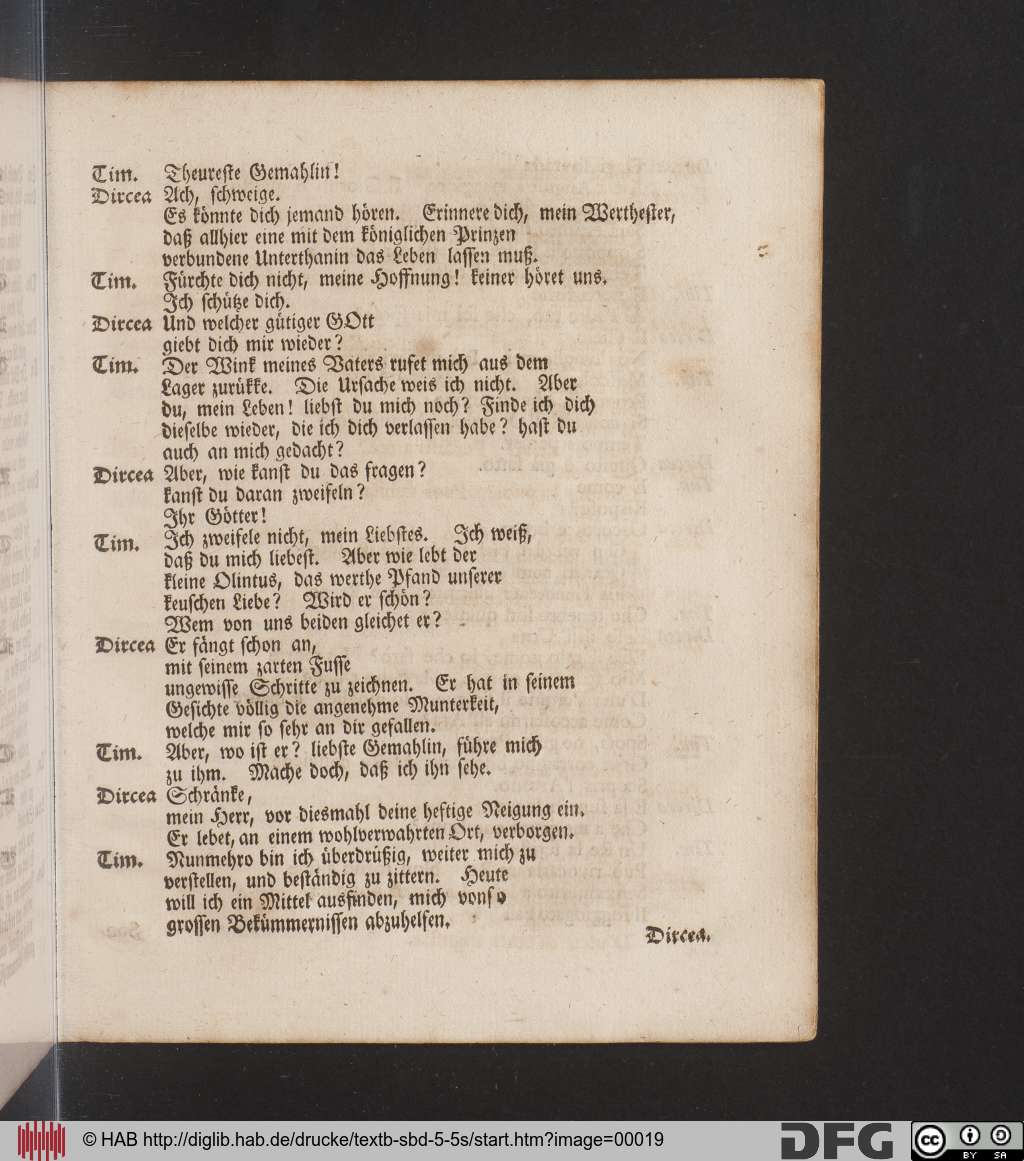 Tim. Theureste Gemahlin!
Dircea Ach, schweige.
Es könnte dich jemand hören. Erinnere dich, mein Werthester,
daß allhier eine mit dem königlichen Prinzen
verbundene Unterthanin das Leben lassen muß.
Tim. Fürchte dich nicht, meine Hoffnung! keiner höret uns.
Ich schütze dich.
Dircea Und welcher gütiger GOtt
giebt dich mir wieder?
Tim. Der Wink meines Vaters rufet mich aus dem
Lager zurükke. Die Ursache weis ich nicht. Aber
du, mein Leben! liebst du mich noch? Finde ich dich
dieselbe wieder, die ich dich verlassen habe? hast du
auch an mich gedacht?
Dircea Aber, wie kanst du das fragen?
kanst du daran zweifeln?
Ihr Götter!
Tim. Ich zweifele nicht, mein Liebstes. Ich weiß,
daß du mich liebest. Aber wie lebt der
kleine Olintus, das werthe Pfand unserer
keuschen Liebe? Wird er schön?
Wem von uns beiden gleichet er?
Dircea Er fängt schon an,
mit seinem zarten Fusse
ungewisse Schritte zu zeichnen. Er hat in seinem
Gesichte völlig die angenehme Munterkeit,
welche mir so sehr an dir gefallen.
Tim. Aber, wo ist er? liebste Gemahlin, führe mich
zu ihm. Mache doch, daß ich ihn sehe.
Dircea Schränke,
mein Herr, vor diesmahl deine heftige Neigung ein.
Er lebet, an einem wohlverwahrten Ort, verborgen.
Tim. Nunmehro bin ich überdrüßig, weiter mich zu
verstellen, und beständig zu zittern. Heute
will ich ein Mittel ausfinden, mich von so
grossen Bekümmernissen abzuhelfen.
Dircea.
© HAB http://diglib.hab.de/drucke/textb-sbd-5-5s/start.htm?image=00019
DFG
cc BY SA